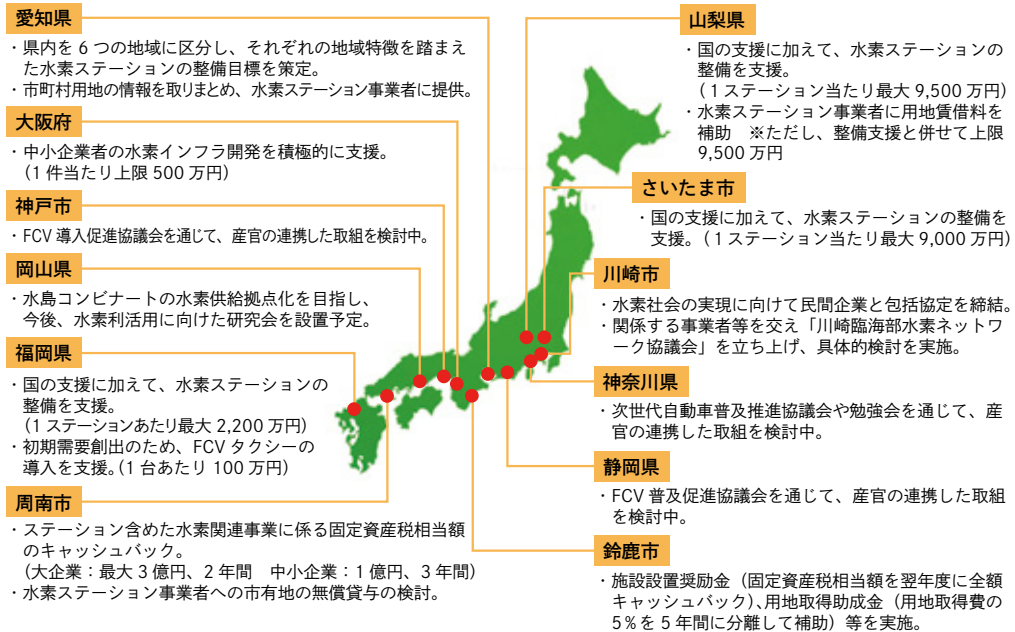 愛知県
・県内を 6 つの地域に区分し、それぞれの地域特徴を踏まえ
た水素ステーションの整備目標を策定。
・市町村用地の情報を取りまとめ、水素ステーション事業者に提供。
大阪府
・中小企業者の水素インフラ開発を積極的に支援。
（1 件当たり上限 500 万円）
神戸市
・FCV 導入促進協議会を通じて、産官の連携した取組を検討中。
岡山県
・水島コンビナートの水素供給拠点化を目指し、
今後、水素利活用に向けた研究会を設置予定。
福岡県
・国の支援に加えて、水素ステーションの
整備を支援。
（1 ステーションあたり最大 2,200 万円）
・初期需要創出のため、FCV タクシーの
導入を支援。（1 台あたり 100 万円）
周南市
・ステーション含めた水素関連事業に係る固定資産税相当額
のキャッシュバック。
（大企業：最大 3 億円、2 年間　中小企業：1 億円、3 年間）
・水素ステーション事業者への市有地の無償貸与の検討。
山梨県
・国の支援に加えて、水素ステーションの
整備を支援。
（1 ステーション当たり最大 9,500 万円）
・水素ステーション事業者に用地賃借料を
補助　※ただし、整備支援と併せて上限
9,500 万円
さいたま市
・国の支援に加えて、水素ステーションの整備を
支援。（1 ステーション当たり最大 9,000 万円）
川崎市
・水素社会の実現に向けて民間企業と包括協定を締結。
・関係する事業者等を交え「川崎臨海部水素ネットワ
ーク協議会」を立ち上げ、具体的検討を実施。
神奈川県
・次世代自動車普及推進協議会や勉強会を通じて、産
官の連携した取組を検討中。
静岡県
・FCV 普及促進協議会を通じて、産官の連携した取組
を検討中。
鈴鹿市
・施設設置奨励金（固定資産税相当額を翌年度に全額
キャッシュバック）、用地取得助成金（用地取得費の
5％を 5 年間に分離して補助）等を実施。